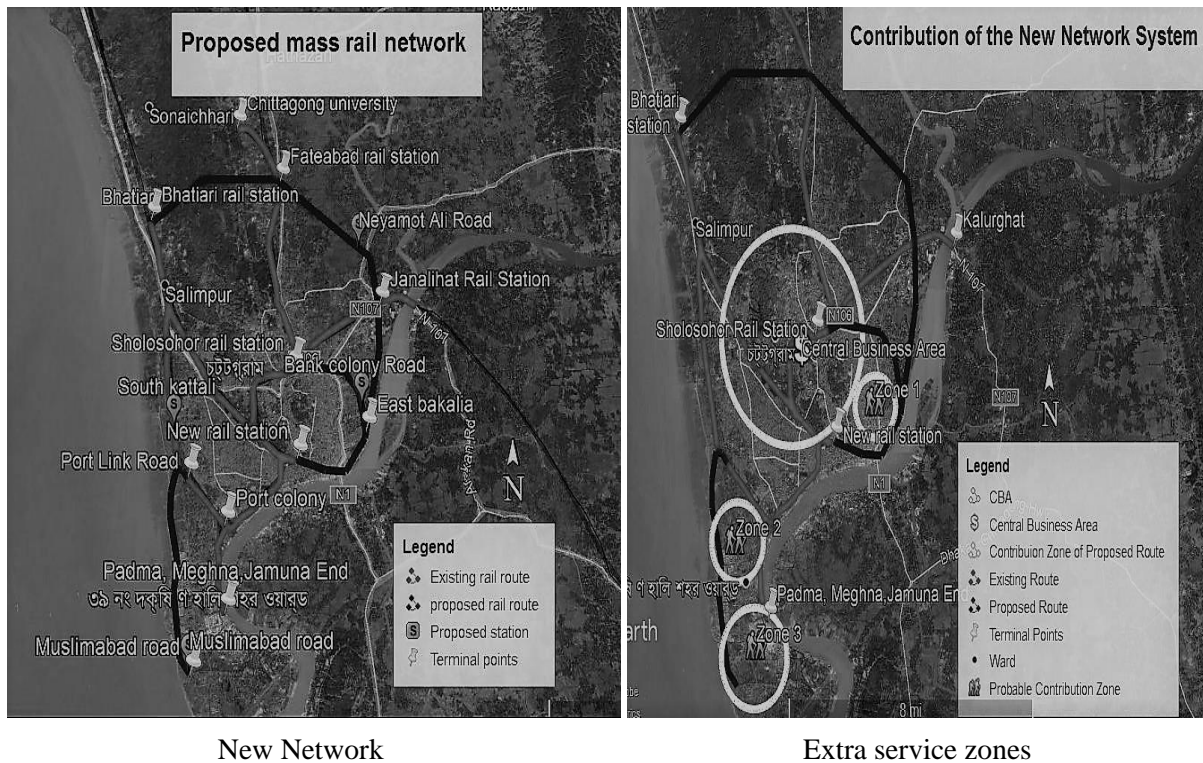 Proposed mass rail network
Sonaichhari
Chittagong university
Fateabad rail station
Bhatiari rail station
Neyamot Ali Road
Janalihat Rail Station
Salimpur
N107
N 107
Sholosohor rail station
চট্টগ্রাম
Bank colony Road
South kattali
S
S
East bakalia
New rail station
Port Link Road
Port colony
N1
N
Padma, Meghna,Jamuna End
Muslimabad road
Muslimabad road
Legend
Existing rail route
proposed rail route
S Proposed station
Terminal points
New Network
Contribution of the New Network System
Bhatiari
station
Kalurghat
Salimpur
N106
N107
Sholosohor Rail Station
চট্টগ্রাম
Central Business Area
Zone 1
N107
N
New rail station
N1
Zone 2
Padma, Meghna,Jamuna End
Zone 3
arth
8 mi
Legend
CBA
Central Business Area
Contribuion Zone of Proposed Route
Existing Route
Proposed Route
Terminal Points
Ward
Probable Contribution Zone
Extra service zones